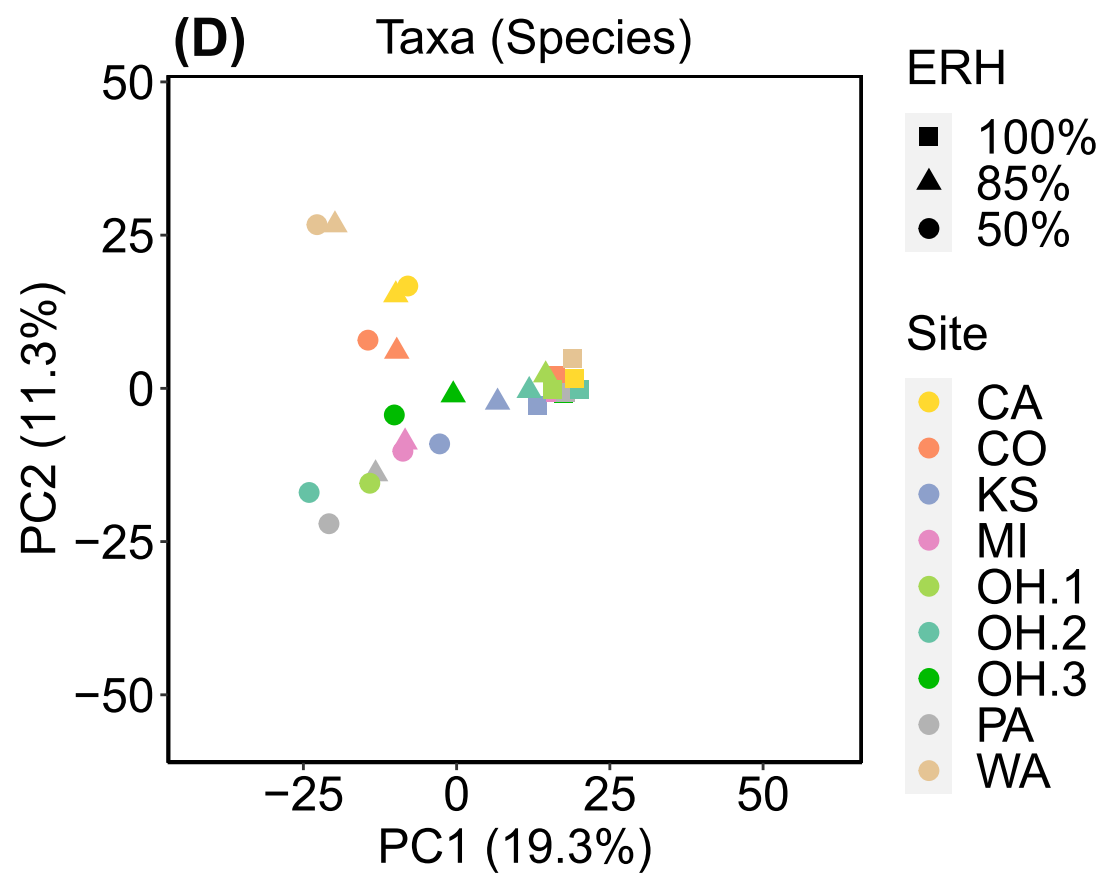 (D) Taxa (Species)
50
25
0
−25
−50
PC2 (11.3%)
−25 0 25 50
PC1 (19.3%)
ERH
100%
85%
50%
Site
CA
CO
KS
MI
OH.1
OH.2
OH.3
PA
WA